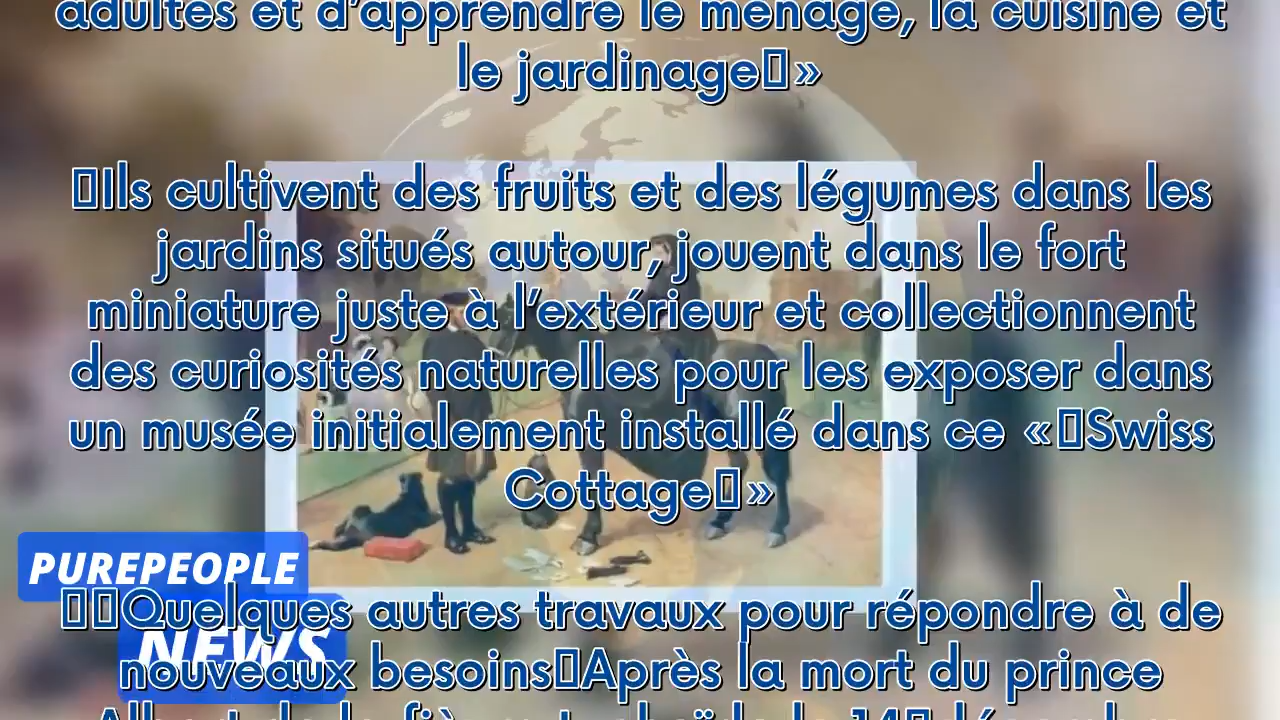 adultes et d'apprendre le ménage, la cuisine et
le jardinage »
Ils cultivent des fruits et des légumes dans les
jardins situés autour, jouent dans le fort
miniature juste à l'extérieur et collectionnent
des curiosités naturelles pour les exposer dans
un musée initialement installé dans ce « Swiss
Cottage »
PUREPEOPLE
NEWS
Quelques autres travaux pour répondre à de
nouveaux besoins Après la mort du prince